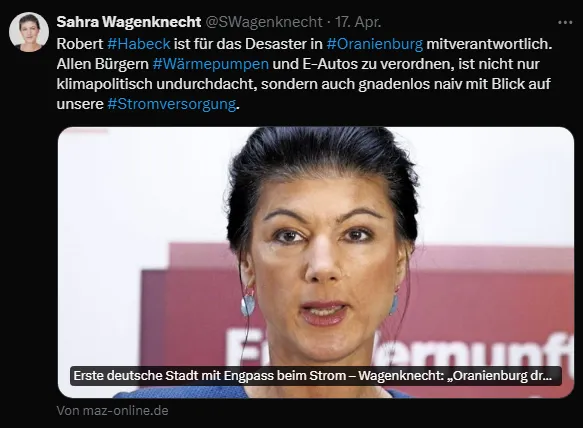 Sahra Wagenknecht @SWagenknecht · 17. Apr.
Robert #Habeck ist für das Desaster in #Oranienburg mitverantwortlich.
Allen Bürgern #Wärmepumpen und E-Autos zu verordnen, ist nicht nur
klimapolitisch undurchdacht, sondern auch gnadenlos naiv mit Blick auf
unsere #Stromversorgung.
Erste deutsche Stadt mit Engpass beim Strom – Wagenknecht: „Oranienburg dr...
Von maz-online.de